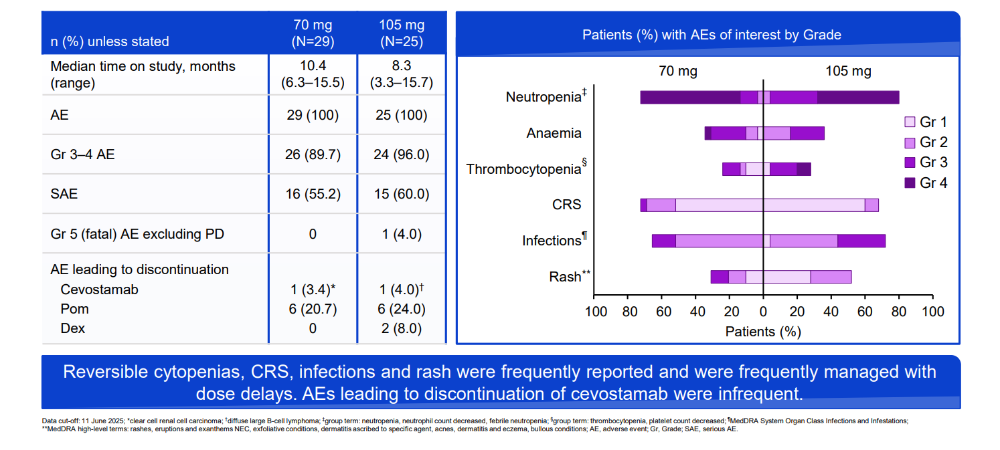 n (%) unless stated
70 mg
(N=29)
105 mg
(N=25)
Median time on study, months
(range)
10.4
(6.3–15.5)
8.3
(3.3–15.7)
AE
29 (100)
25 (100)
Gr 3–4 AE
26 (89.7)
24 (96.0)
SAE
16 (55.2)
15 (60.0)
Gr 5 (fatal) AE excluding PD
0
1 (4.0)
AE leading to discontinuation
Cevostamab
1 (3.4)*
1 (4.0)†
Pom
6 (20.7)
6 (24.0)
Dex
0
2 (8.0)
Patients (%) with AEs of interest by Grade
70 mg
105 mg
Neutropenia‡
Anaemia
Thrombocytopenia§
CRS
Infections¶
Rash**
Gr 1
Gr 2
Gr 3
Gr 4
100 80 60 40 20 0 20 40 60 80 100
Patients (%)
Reversible cytopenias, CRS, infections and rash were frequently reported and were frequently managed with
dose delays. AEs leading to discontinuation of cevostamab were infrequent.
Data cut-off: 11 June 2025; *clear cell renal cell carcinoma; †diffuse large B-cell lymphoma; ‡group term: neutropenia, neutrophil count decreased, febrile neutropenia; §group term: thrombocytopenia, platelet count decreased; ¶MedDRA System Organ Class Infections and Infestations;
**MedDRA high-level terms: rashes, eruptions and exanthems NEC, exfoliative conditions, dermatitis ascribed to specific agent, acnes, dermatitis and eczema, bullous conditions; AE, adverse event; Gr, Grade; SAE, serious AE.